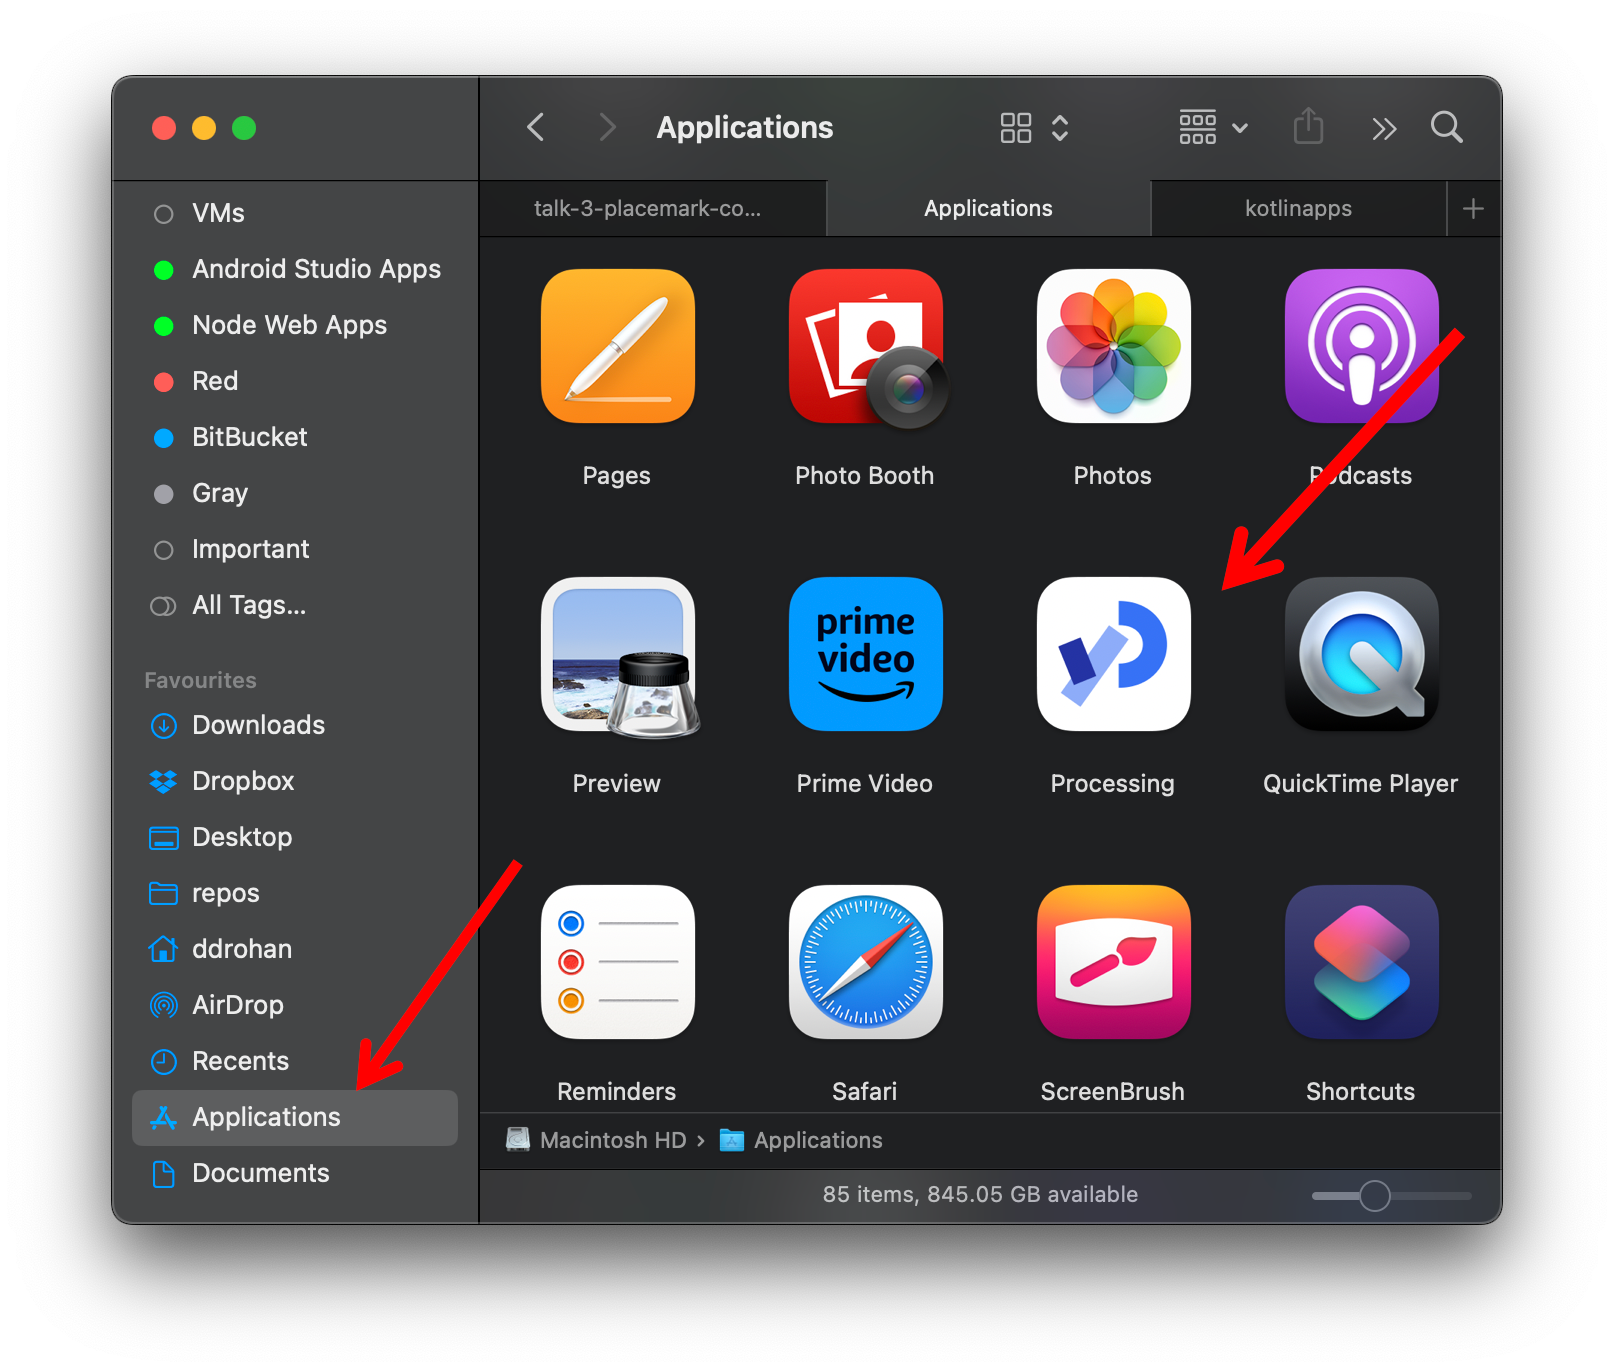 Applications
talk-3-placemark-co...
Applications
kotlinapps
VMs
Android Studio Apps
Node Web Apps
Red
BitBucket
Gray
Important
All Tags...
Favourites
Downloads
Dropbox
Desktop
repos
ddrohan
AirDrop
Recents
Applications
Documents
Pages
Photo Booth
Photos
Podcasts
prime
video
Preview
Prime Video
Processing
QuickTime Player
Reminders
Safari
ScreenBrush
Shortcuts
Macintosh HD › Applications
85 items, 845.05 GB available